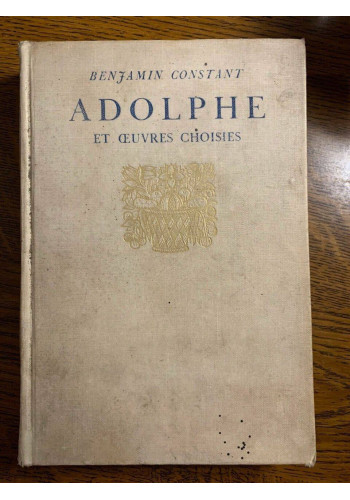 BENJAMIN CONSTANT
ADOLPHE
ET ŒUVRES CHOISIES